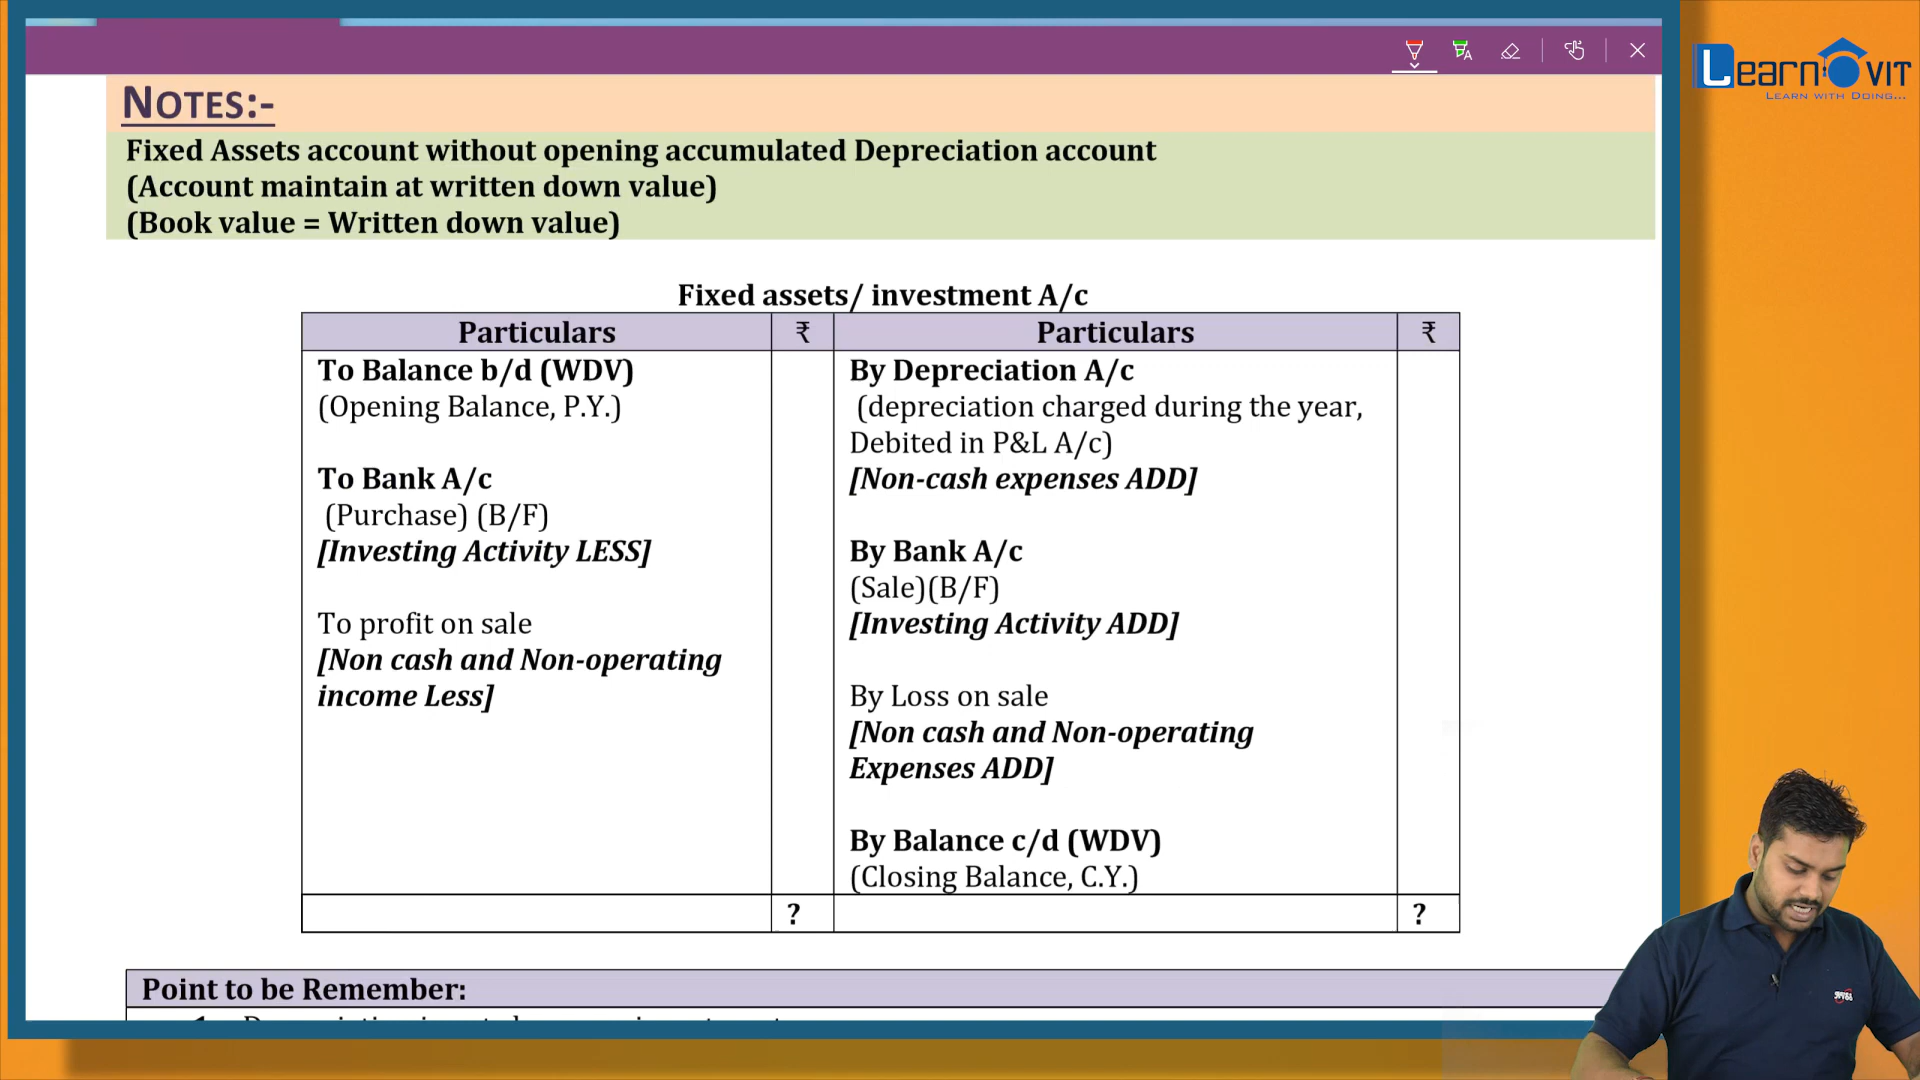 LEARNOVIT
LEARN WITH DOING...
NOTES:-
Fixed Assets account without opening accumulated Depreciation account
(Account maintain at written down value)
(Book value = Written down value)
Fixed assets/ investment A/c
Particulars ₹ Particulars ₹
To Balance b/d (WDV)
(Opening Balance, P.Y.)
To Bank A/c
(Purchase) (B/F)
[Investing Activity LESS]
To profit on sale
[Non cash and Non-operating
income Less]
By Depreciation A/c
(depreciation charged during the year,
Debited in P&L A/c)
[Non-cash expenses ADD]
By Bank A/c
(Sale)(B/F)
[Investing Activity ADD]
By Loss on sale
[Non cash and Non-operating
Expenses ADD]
By Balance c/d (WDV)
(Closing Balance, C.Y.)
? ?
Point to be Remember: